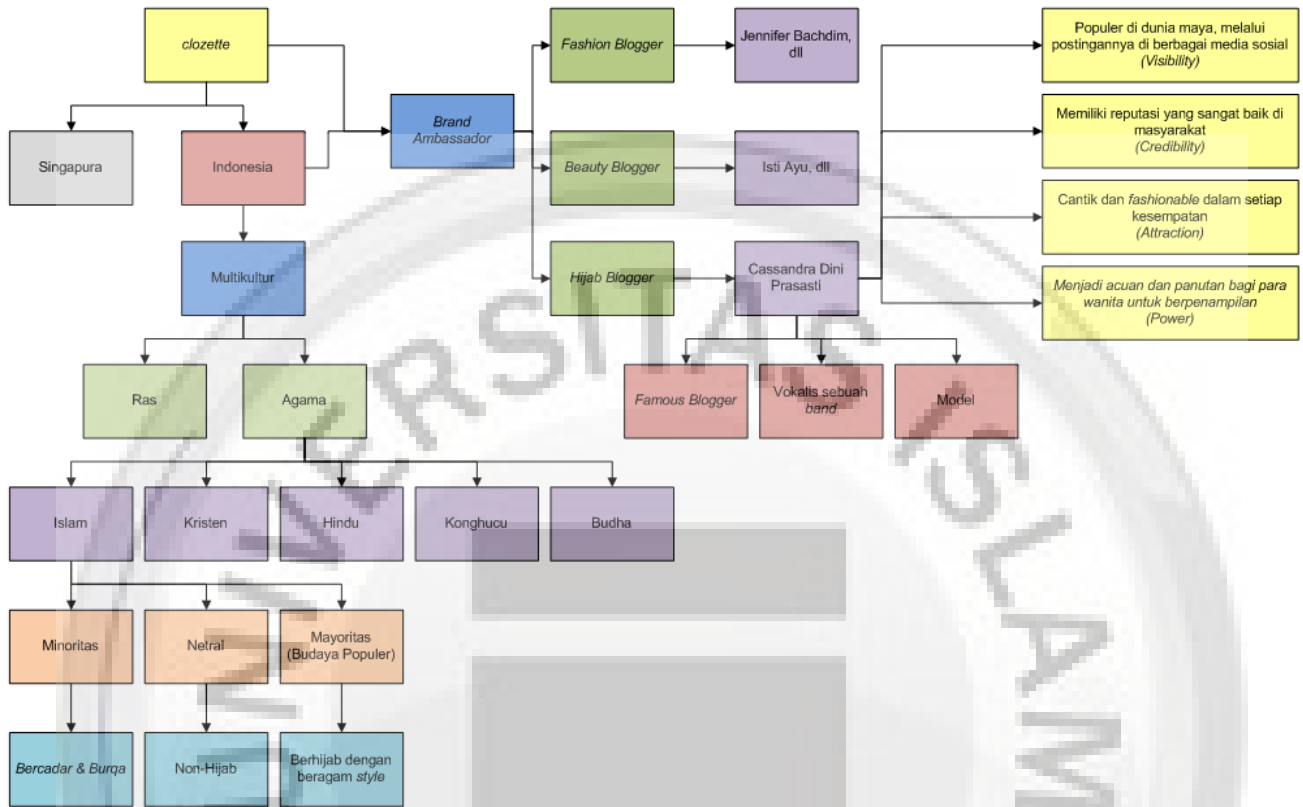 clozette
Fashion Blogger
Jennifer Bachdim,
dll
Populer di dunia maya, melalui
postingannya di berbagai media sosial
(Visibility)
Singapura
Indonesia
Brand
Ambassador
Beauty Blogger
Isti Ayu, dll
Memiliki reputasi yang sangat baik di
masyarakat
(Credibility)
Cantik dan fashionable dalam setiap
kesempatan
(Attraction)
Multikultur
Hijab Blogger
Cassandra Dini
Prasasti
Menjadi acuan dan panutan bagi para
wanita untuk berpenampilan
(Power)
Ras
Agama
Famous Blogger
Vokalis sebuah
band
Model
Islam
Kristen
Hindu
Konghucu
Budha
Minoritas
Netral
Mayoritas
(Budaya Populer)
Bercadar & Burqa
Non-Hijab
Berhijab dengan
beragam style
UNIVERSITAS ISLAM